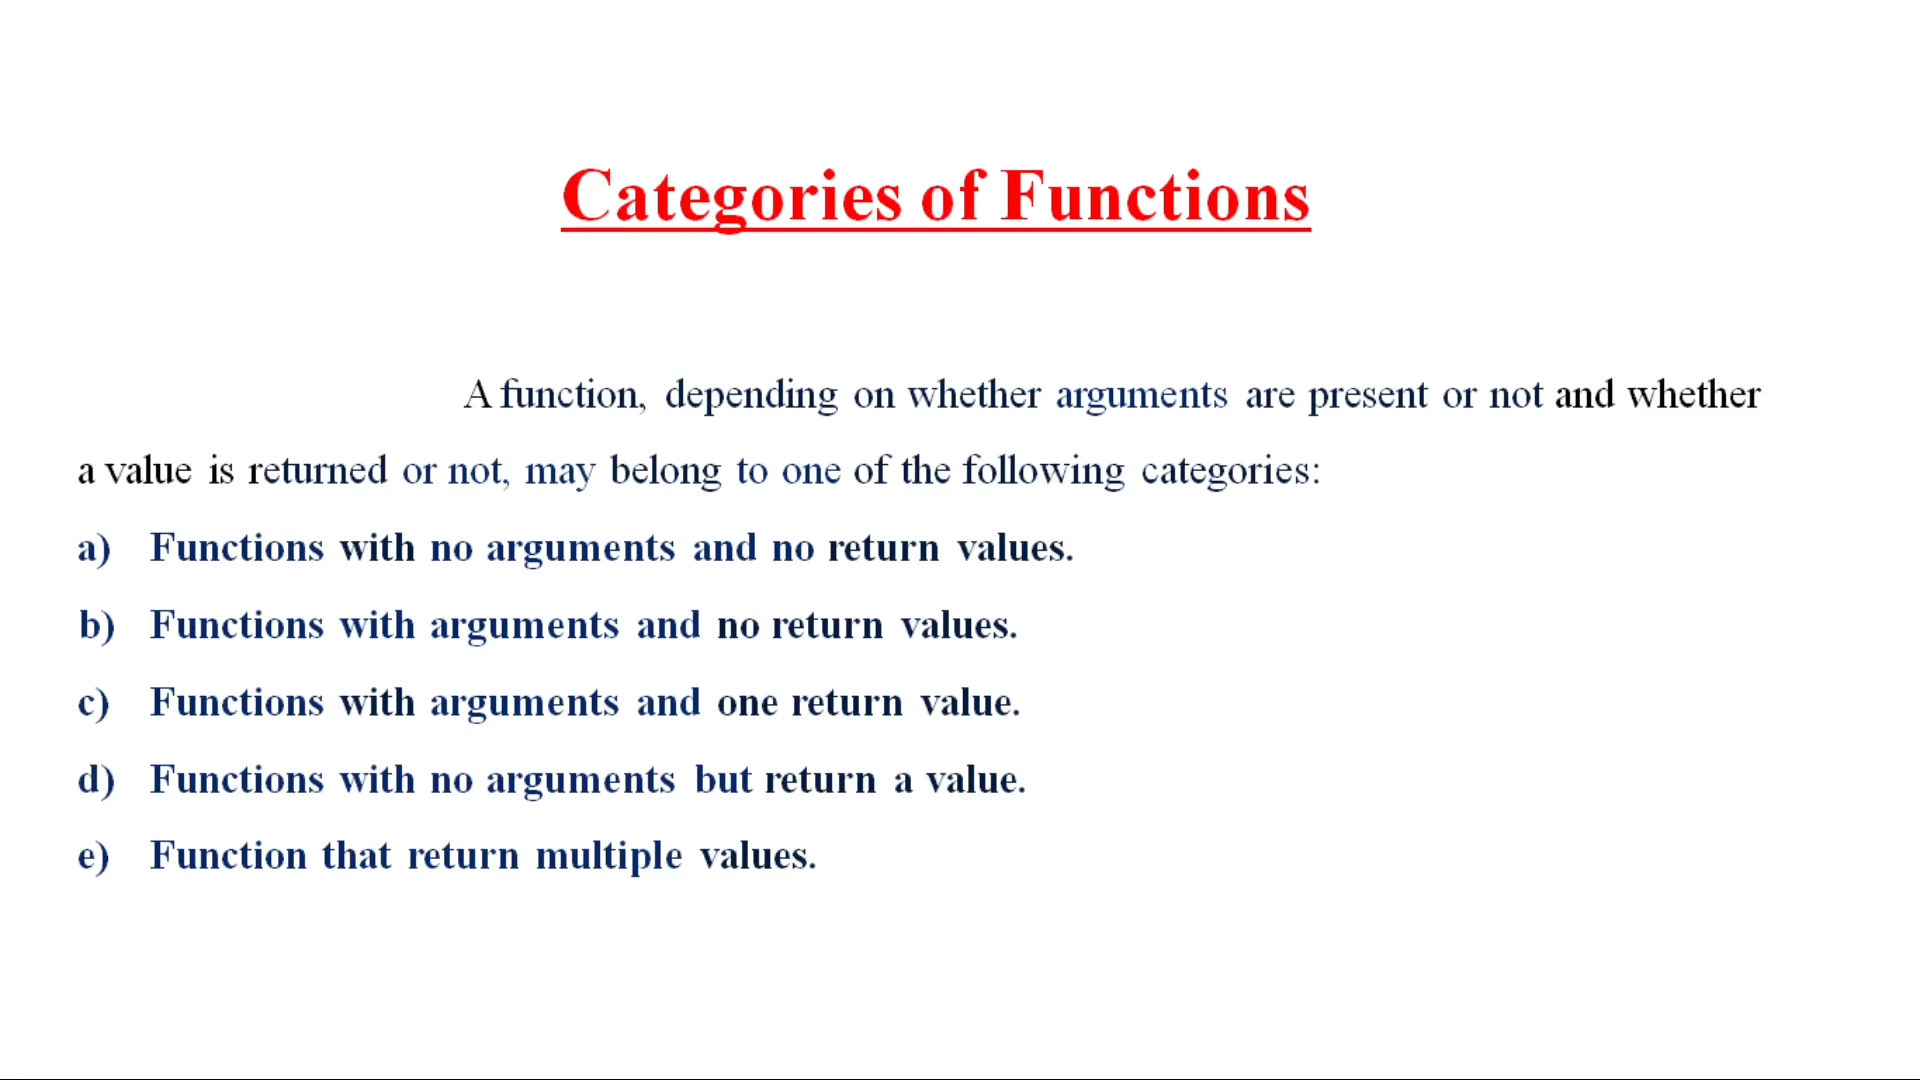 Categories of Functions
A function, depending on whether arguments are present or not and whether
a value is returned or not, may belong to one of the following categories:
a) Functions with no arguments and no return values.
b) Functions with arguments and no return values.
c) Functions with arguments and one return value.
d) Functions with no arguments but return a value.
e) Function that return multiple values.